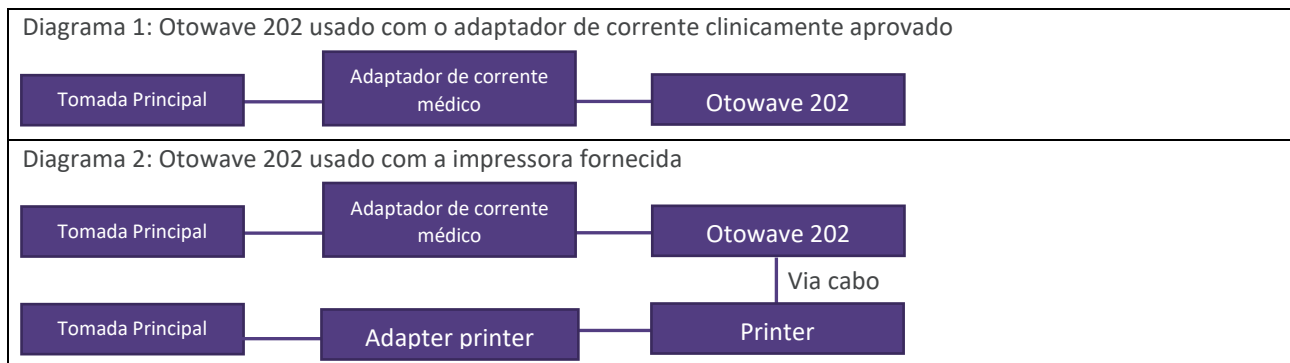 Diagrama 1: Otowave 202 usado com o adaptador de corrente clinicamente aprovado
Tomada Principal
Adaptador de corrente
médico
Otowave 202
Diagrama 2: Otowave 202 usado com a impressora fornecida
Tomada Principal
Adaptador de corrente
médico
Otowave 202
Via cabo
Tomada Principal
Adapter printer
Printer